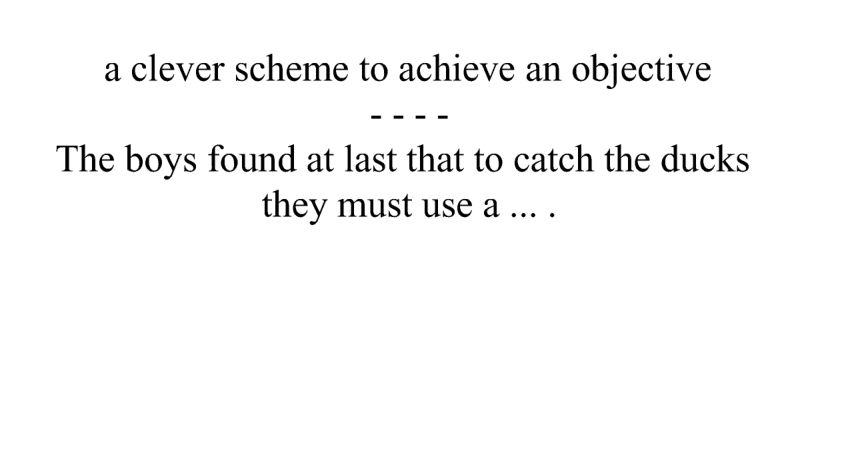 a clever scheme to achieve an objective
- - - -
The boys found at last that to catch the ducks
they must use a ... .